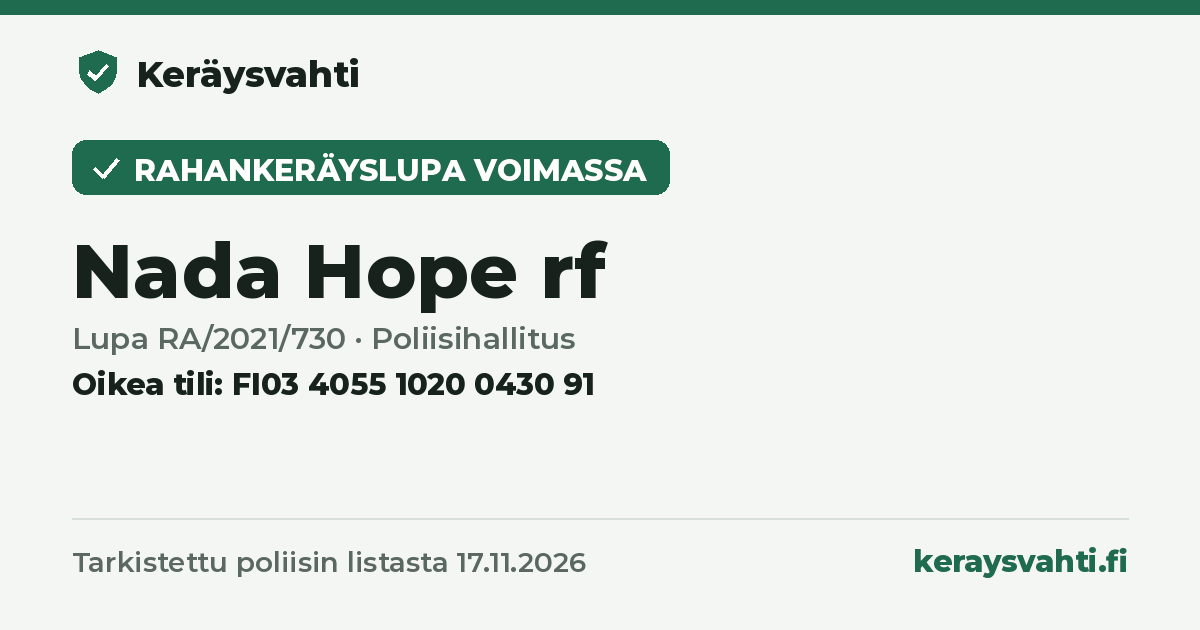 Keräysvahti
RAHANKERÄYSLUPA VOIMASSA
Nada Hope rf
Lupa RA/2021/730 · Poliisihallitus
Oikea tili: FI03 4055 1020 0430 91
Tarkistettu poliisin listasta 17.11.2026
keraysvahti.fi